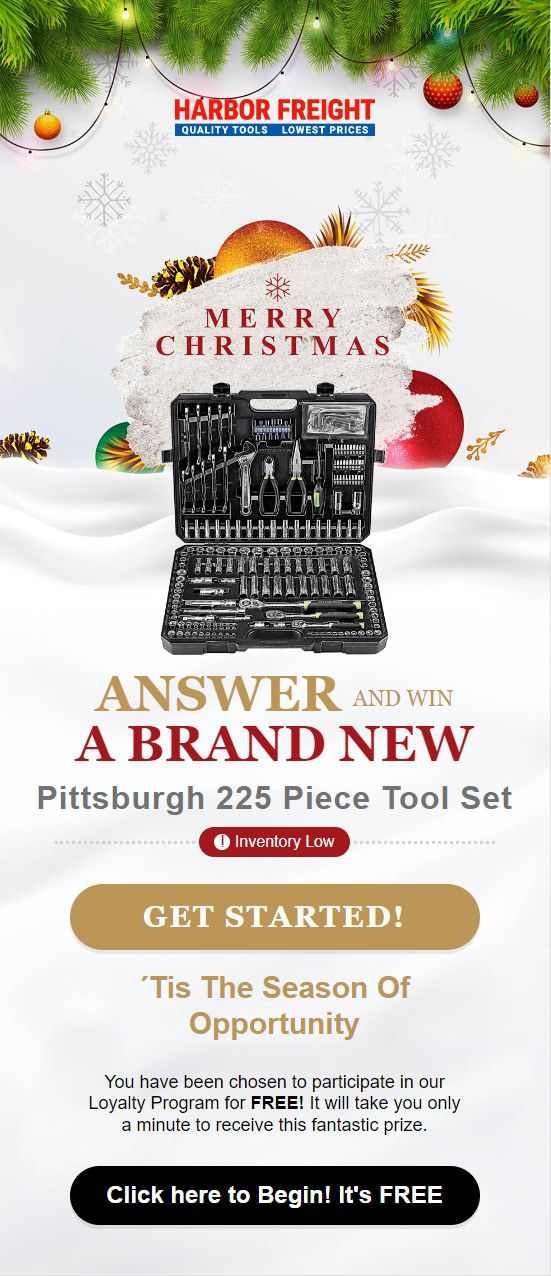 HARBOR FREIGHT
QUALITY TOOLS LOWEST PRICES
MERRY
CHRISTMAS
ANSWER AND WIN
A BRAND NEW
Pittsburgh 225 Piece Tool Set
! Inventory Low
GET STARTED!
´Tis The Season Of
Opportunity
You have been chosen to participate in our
Loyalty Program for FREE! It will take you only
a minute to receive this fantastic prize.
Click here to Begin! It's FREE